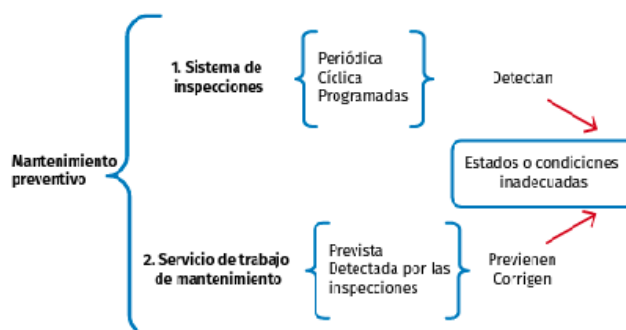 Mantenimiento
preventivo
1. Sistema de
inspecciones
Periódica
Cíclica
Programadas
Detectan
Estados o condiciones
inadecuadas
2. Servicio de trabajo
de mantenimiento
Prevista
Detectada por las
inspecciones
Previenen
Corrigen